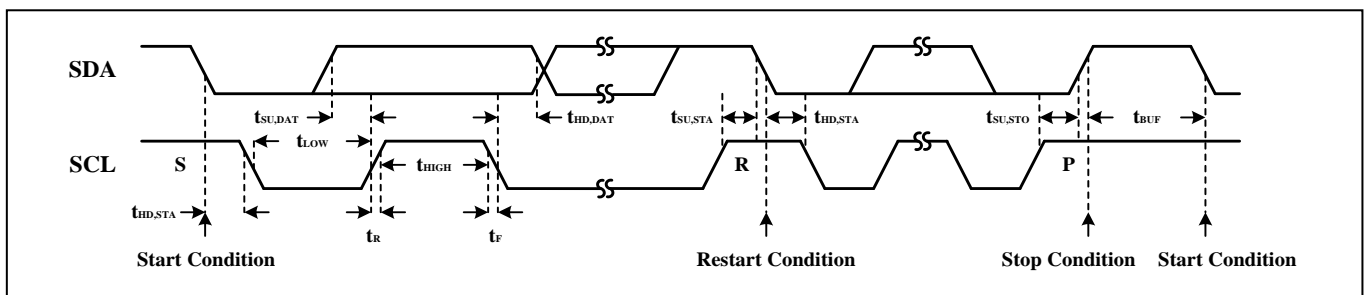 SDA
tSU,DAT
tHD,DAT
tSU,STA
tHD,STA
tSU,STO
tBUF
tLOW
SCL
S
tHIGH
R
P
tHD,STA
tR
tF
Start Condition
Restart Condition
Stop Condition
Start Condition